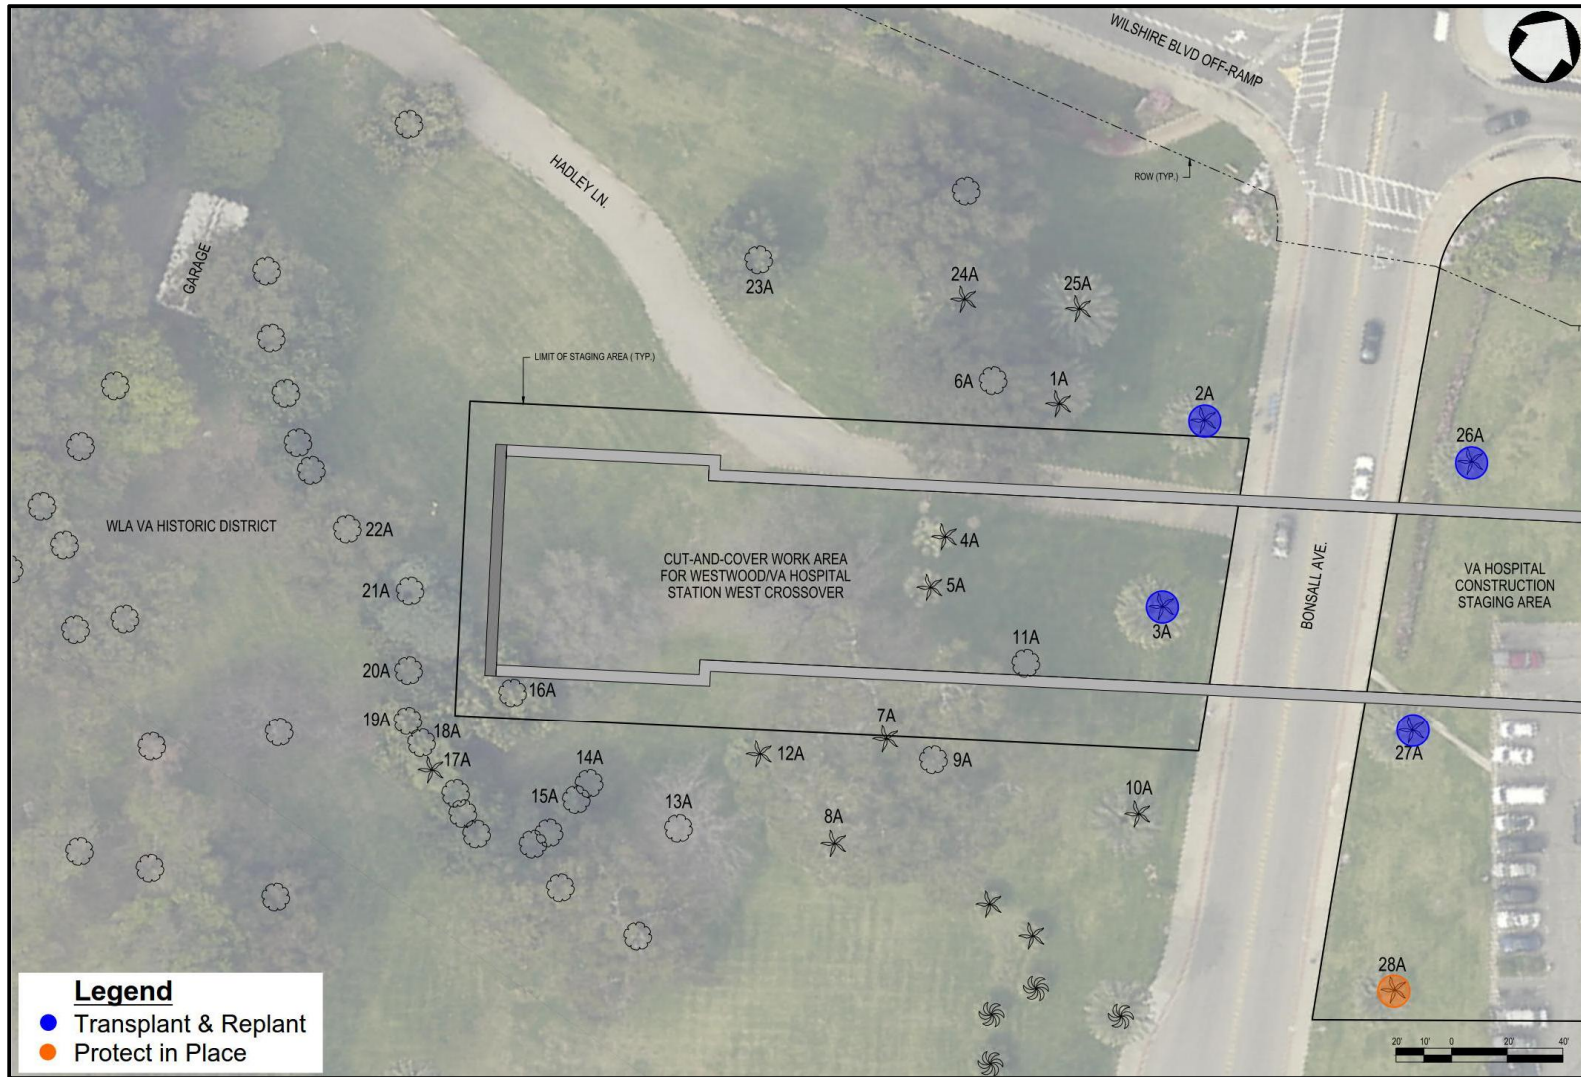 WILSHIRE BLVD OFF-RAMP
HADLEY LN.
ROW (TYP.)
GARAGE
23A
24A
25A
LIMIT OF STAGING AREA ( TYP.)
6A
1A
2A
26A
WLA VA HISTORIC DISTRICT
22A
4A
CUT-AND-COVER WORK AREA
FOR WESTWOOD/VA HOSPITAL
STATION WEST CROSSOVER
5A
VA HOSPITAL
CONSTRUCTION
STAGING AREA
BONSALL AVE.
21A
3A
11A
20A
16A
19A
18A
7A
17A
12A
9A
27A
14A
15A
13A
8A
10A
28A
Legend
Transplant & Replant
Protect in Place
20' 10' 0 20' 40'